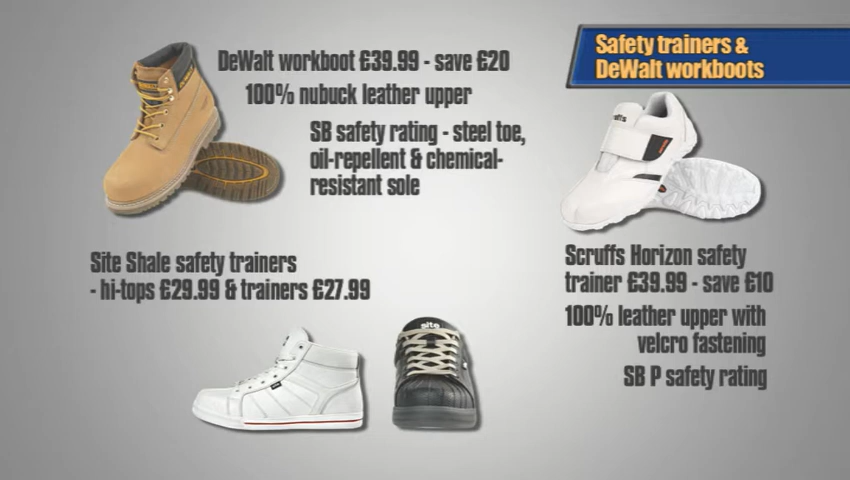 Safety trainers &
DeWalt workboots
DeWalt workboot £39.99 - save £20
100% nubuck leather upper
SB safety rating - steel toe,
oil-repellent & chemical-
resistant sole
Site Shale safety trainers
- hi-tops £29.99 & trainers £27.99
site
Scruffs Horizon safety
trainer £39.99 - save £10
100% leather upper with
velcro fastening
SB P safety rating